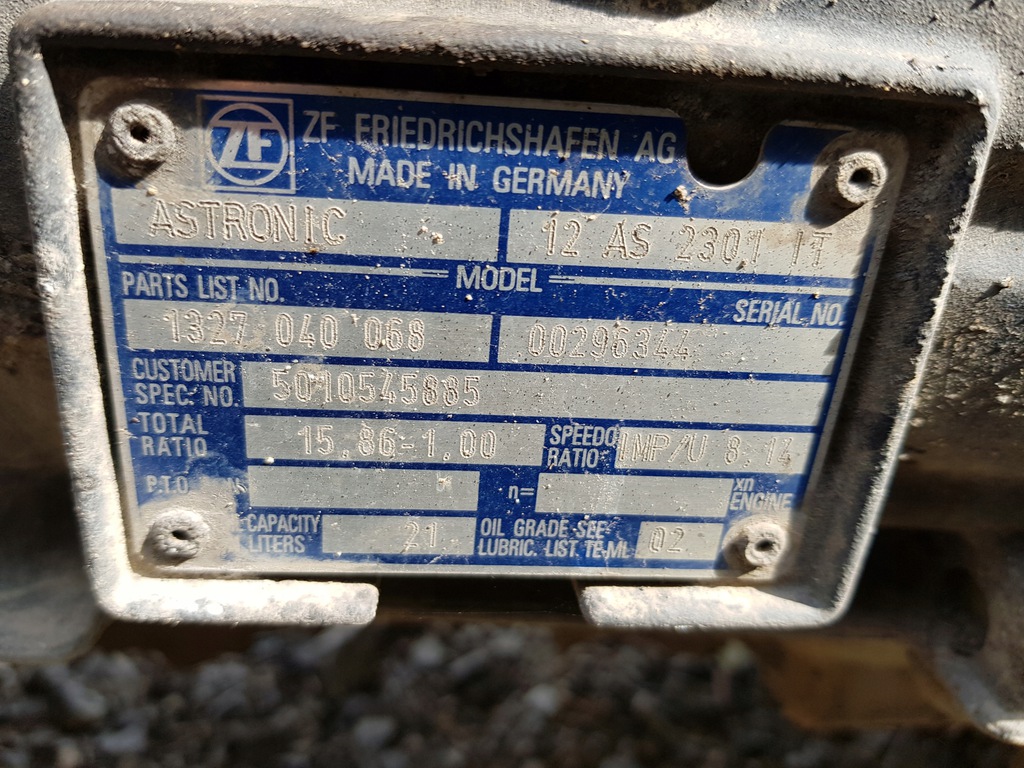 ZF
ZF FRIEDRICHSHAFEN AG
MADE IN GERMANY
ASTRONIC 12 AS 2301 IT
MODEL
PARTS LIST NO. SERIAL NO.
1327 040 068 00296344
CUSTOMER SPEC. NO. 5010545885
TOTAL RATIO 15,86-1,00 SPEEDO RATIO IMP/U 8:14
P.T.O. n= xn ENGINE
CAPACITY LITERS 21 OIL GRADE SEE LUBRIC. LIST. TE-ML 02